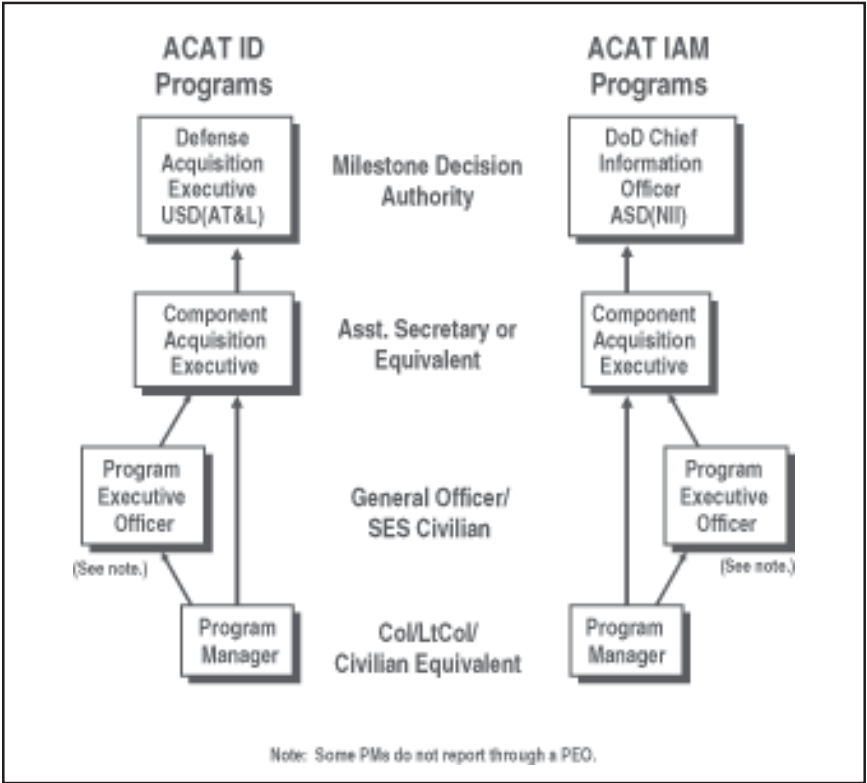 ACAT ID
Programs
ACAT IAM
Programs
Defense
Acquisition
Executive
USD(AT&L)
Milestone Decision
Authority
DoD Chief
Information
Officer
ASD(NII)
Component
Acquisition
Executive
Asst. Secretary or
Equivalent
Component
Acquisition
Executive
Program
Executive
Officer
(See note.)
General Officer/
SES Civilian
Program
Executive
Officer
(See note.)
Program
Manager
Col/LtCol/
Civilian Equivalent
Program
Manager
Note: Some PMs do not report through a PEO.